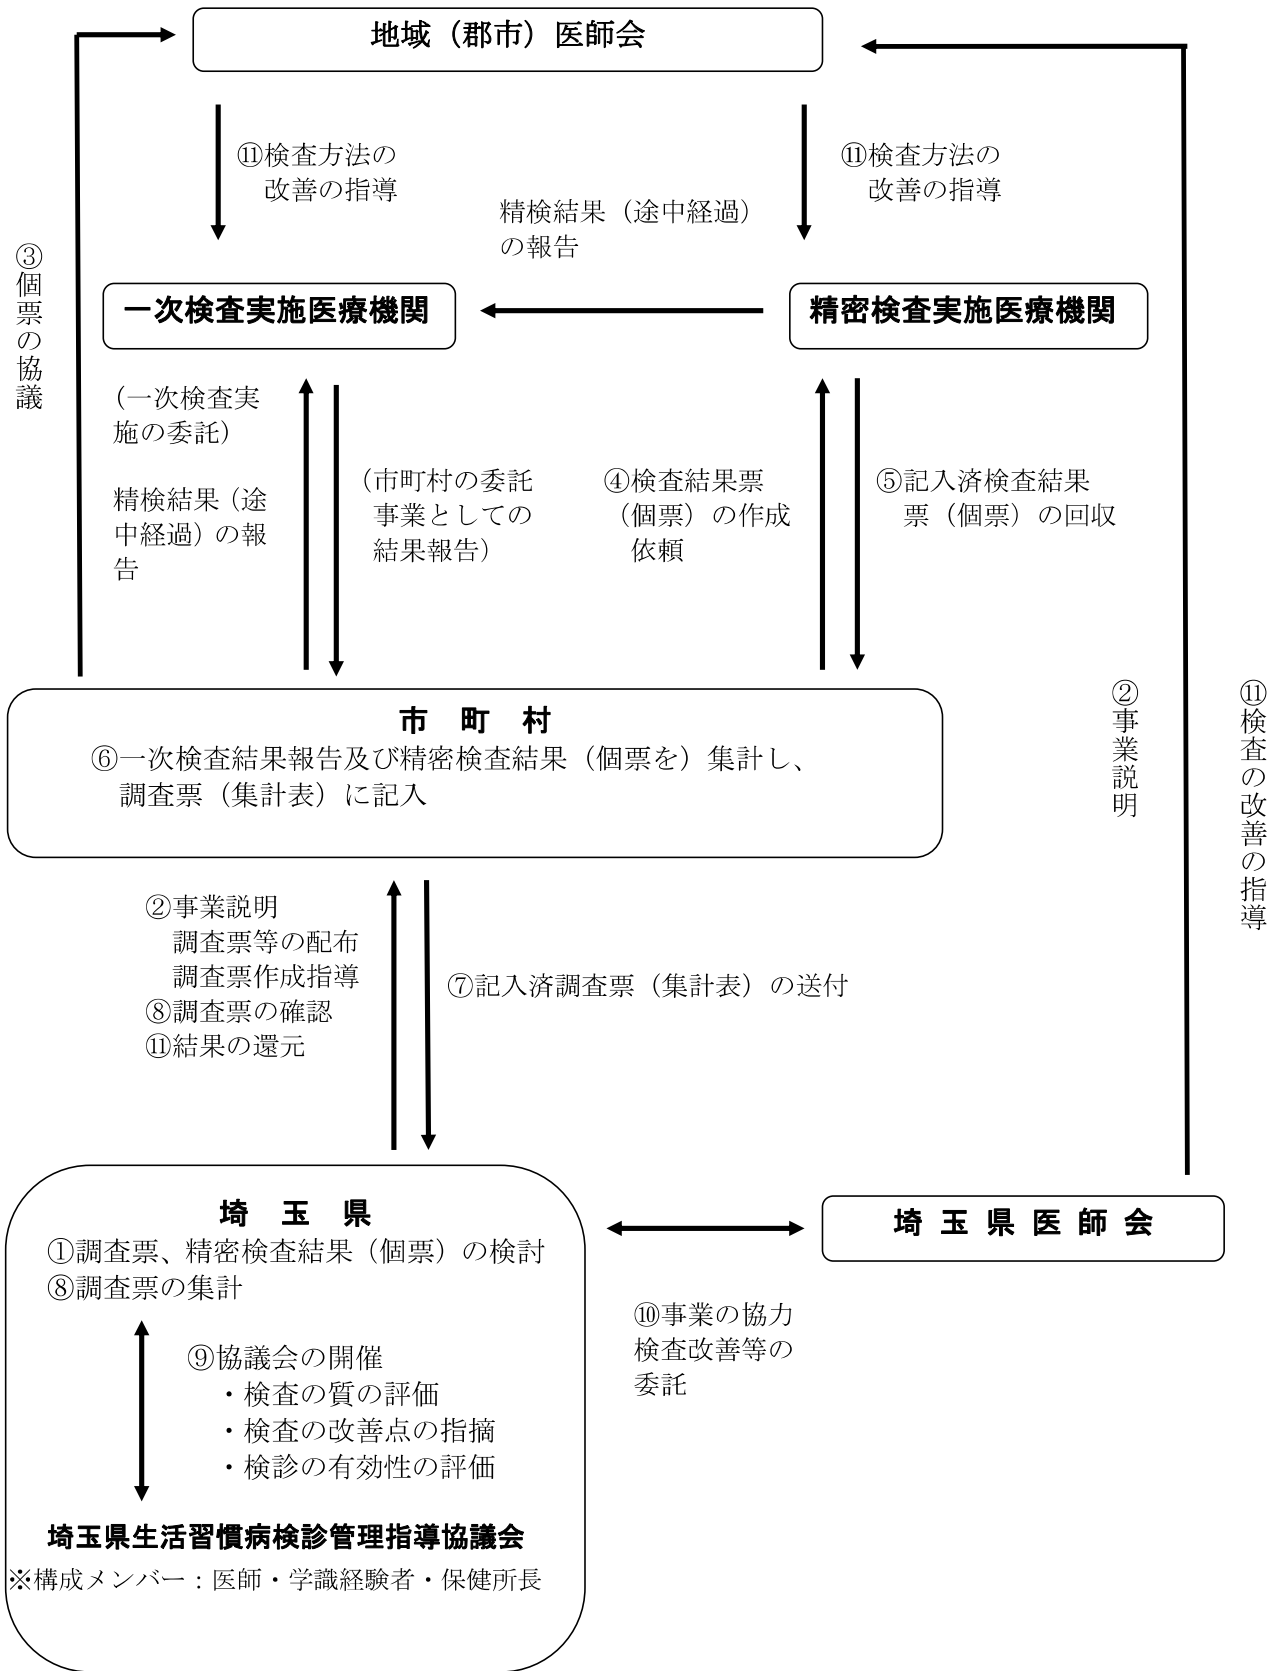 地域（郡市）医師会
⑪検査方法の
改善の指導
⑪検査方法の
改善の指導
精検結果（途中経過）
の報告
③個票の協議
一次検査実施医療機関
精密検査実施医療機関
（一次検査実
施の委託）
精検結果（途
中経過）の報
告
（市町村の委託
事業としての
結果報告）
④検査結果票
（個票）の作成
依頼
⑤記入済検査結果
票（個票）の回収
②事業説明
⑪検査の改善の指導
市　町　村
⑥一次検査結果報告及び精密検査結果（個票を）集計し、
調査票（集計表）に記入
②事業説明
調査票等の配布
調査票作成指導
⑧調査票の確認
⑪結果の還元
⑦記入済調査票（集計表）の送付
埼　玉　県
①調査票、精密検査結果（個票）の検討
⑧調査票の集計
⑨協議会の開催
・検査の質の評価
・検査の改善点の指摘
・検診の有効性の評価
埼玉県生活習慣病検診管理指導協議会
※構成メンバー：医師・学識経験者・保健所長
埼 玉 県 医 師 会
⑩事業の協力
検査改善等の
委託